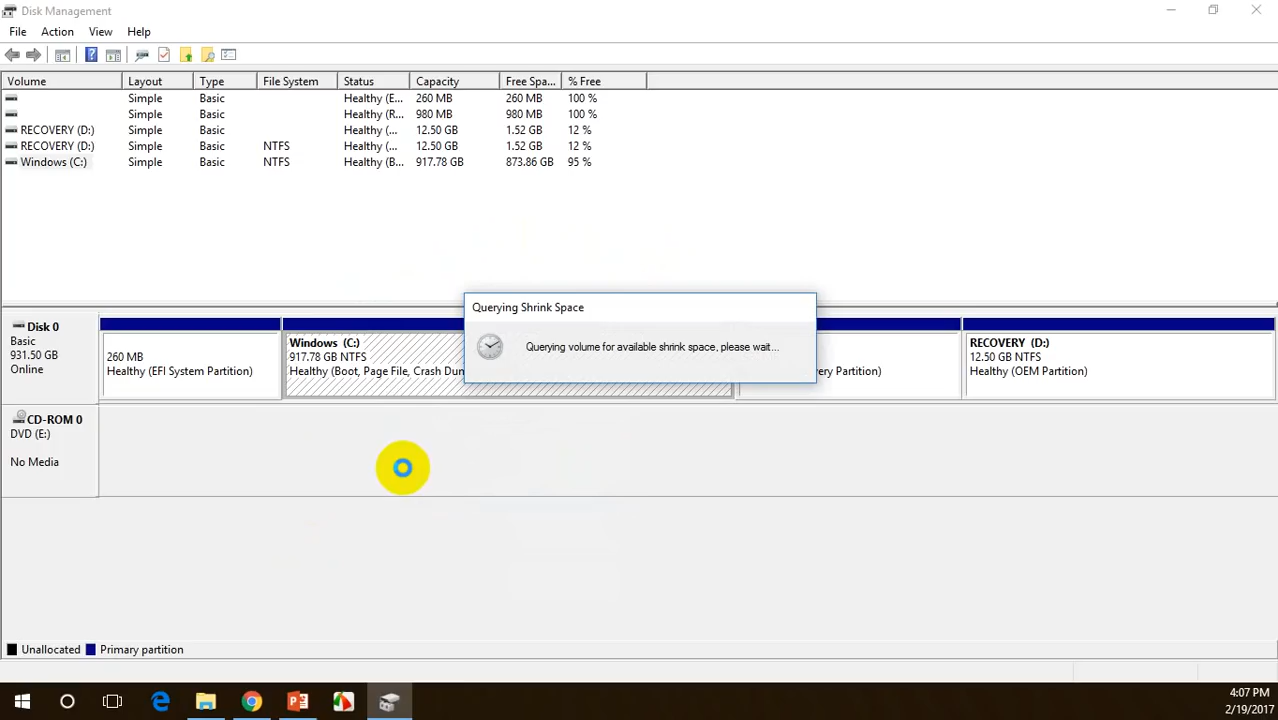 Disk Management
File Action View Help
Volume Layout Type File System Status Capacity Free Spa... % Free
Simple Basic Healthy (E... 260 MB 260 MB 100 %
Simple Basic Healthy (R... 980 MB 980 MB 100 %
RECOVERY (D:) Simple Basic Healthy (... 12.50 GB 1.52 GB 12 %
RECOVERY (D:) Simple Basic NTFS Healthy (... 12.50 GB 1.52 GB 12 %
Windows (C:) Simple Basic NTFS Healthy (B... 917.78 GB 873.86 GB 95 %
Querying Shrink Space
Querying volume for available shrink space, please wait...
Disk 0
Basic
931.50 GB
Online
260 MB
Healthy (EFI System Partition)
Windows (C:)
917.78 GB NTFS
Healthy (Boot, Page File, Crash Dun
very Partition)
RECOVERY (D:)
12.50 GB NTFS
Healthy (OEM Partition)
CD-ROM 0
DVD (E:)
No Media
Unallocated Primary partition
4:07 PM
2/19/2017